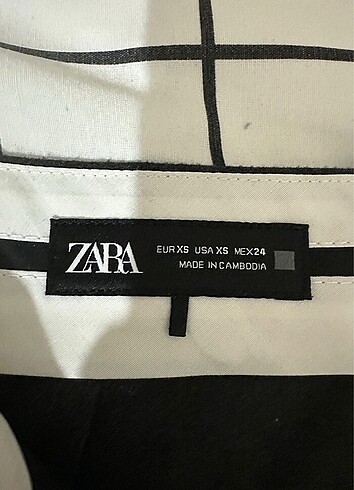 ZARA
EUR XS USA XS MEX 24
MADE IN CAMBODIA